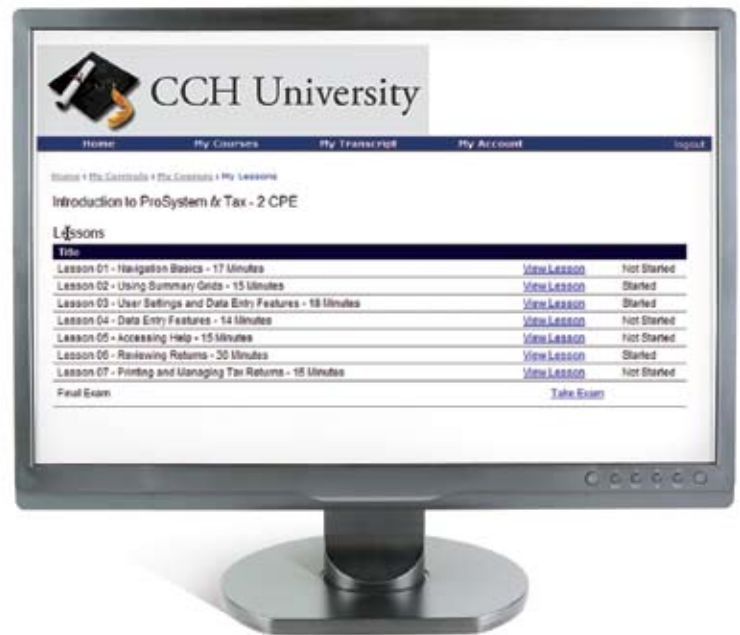 CCH University
Home My Courses My Transcript My Account logout
Home › My Controls › My Courses › My Lessons
Introduction to ProSystem fx Tax - 2 CPE
Lessons
Title
Lesson 01 - Navigation Basics - 17 Minutes View Lesson Not Started
Lesson 02 - Using Summary Grids - 15 Minutes View Lesson Started
Lesson 03 - User Settings and Data Entry Features - 18 Minutes View Lesson Started
Lesson 04 - Data Entry Features - 14 Minutes View Lesson Not Started
Lesson 05 - Accessing Help - 15 Minutes View Lesson Not Started
Lesson 06 - Reviewing Returns - 30 Minutes View Lesson Started
Lesson 07 - Printing and Managing Tax Returns - 15 Minutes View Lesson Not Started
Final Exam Take Exam